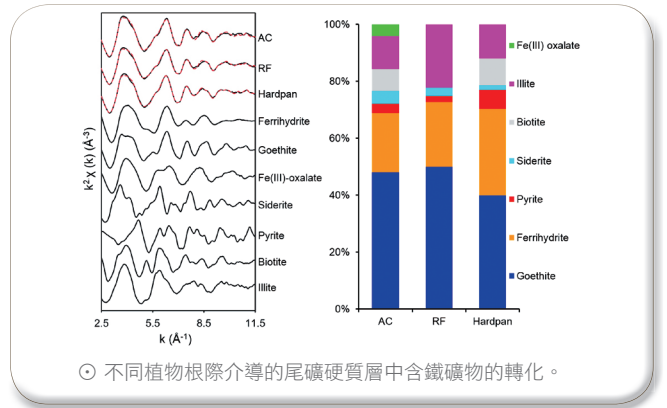 k²χ (k) (Å-³)
AC
RF
Hardpan
Ferrihydrite
Goethite
Fe(III)-oxalate
Siderite
Pyrite
Biotite
Illite
2.5 5.5 8.5 11.5
k (Å-¹)
100%
80%
60%
40%
20%
0%
AC RF Hardpan
Fe(III) oxalate
Illite
Biotite
Siderite
Pyrite
Ferrihydrite
Goethite
⊙ 不同植物根際介導的尾礦硬質層中含鐵礦物的轉化。